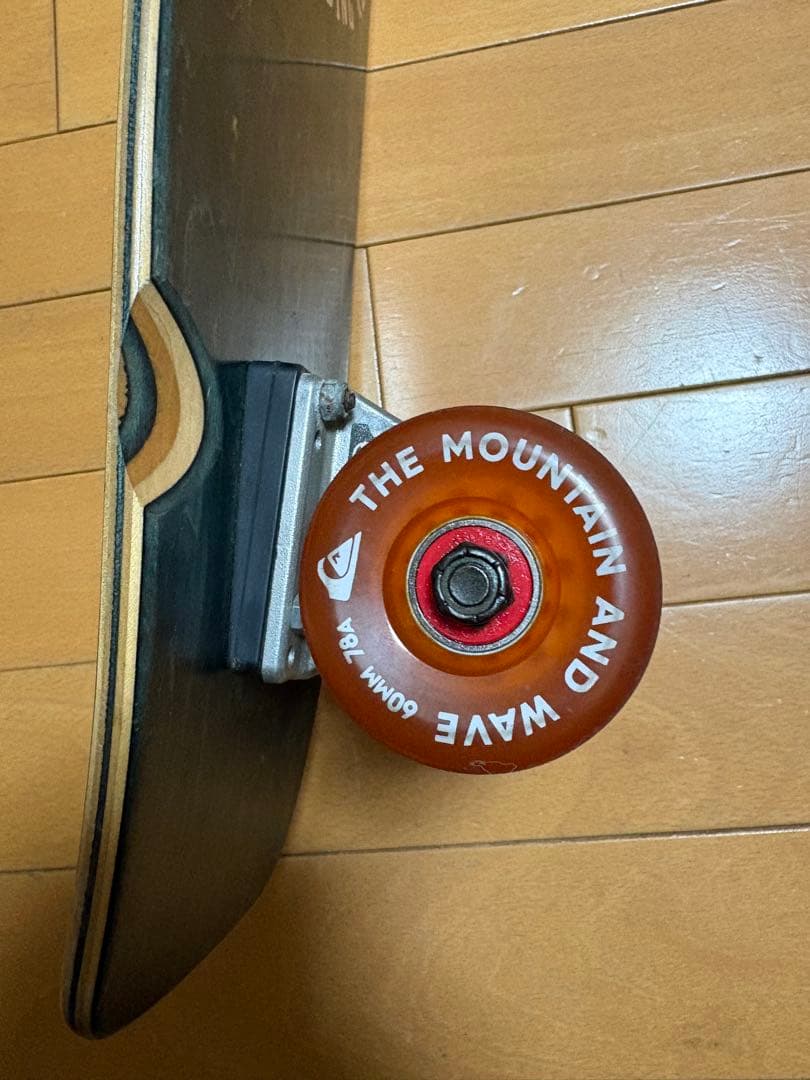 THE MOUNTAIN AND WAVE
60MM 78A